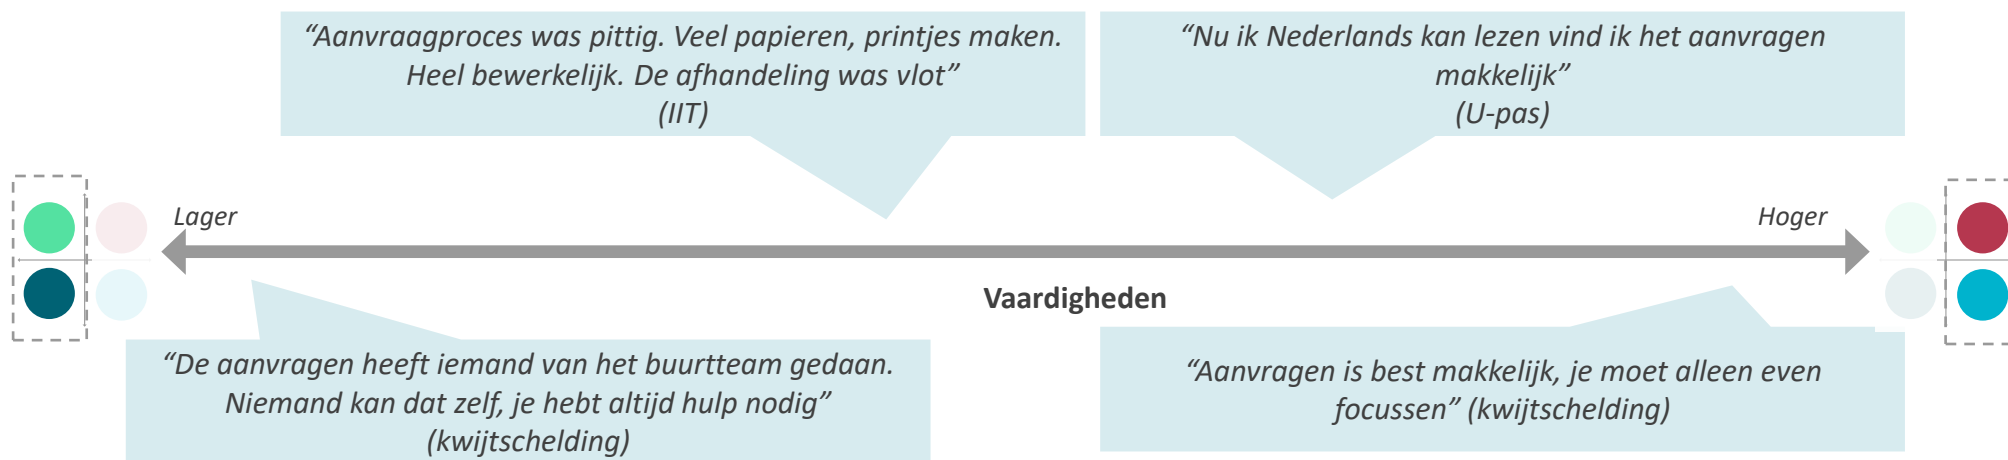 “Aanvraagproces was pittig. Veel papieren, printjes maken.
Heel bewerkelijk. De afhandeling was vlot”
(IIT)
“Nu ik Nederlands kan lezen vind ik het aanvragen
makkelijk”
(U-pas)
Lager
Hoger
Vaardigheden
“De aanvragen heeft iemand van het buurtteam gedaan.
Niemand kan dat zelf, je hebt altijd hulp nodig”
(kwijtschelding)
“Aanvragen is best makkelijk, je moet alleen even
focussen” (kwijtschelding)